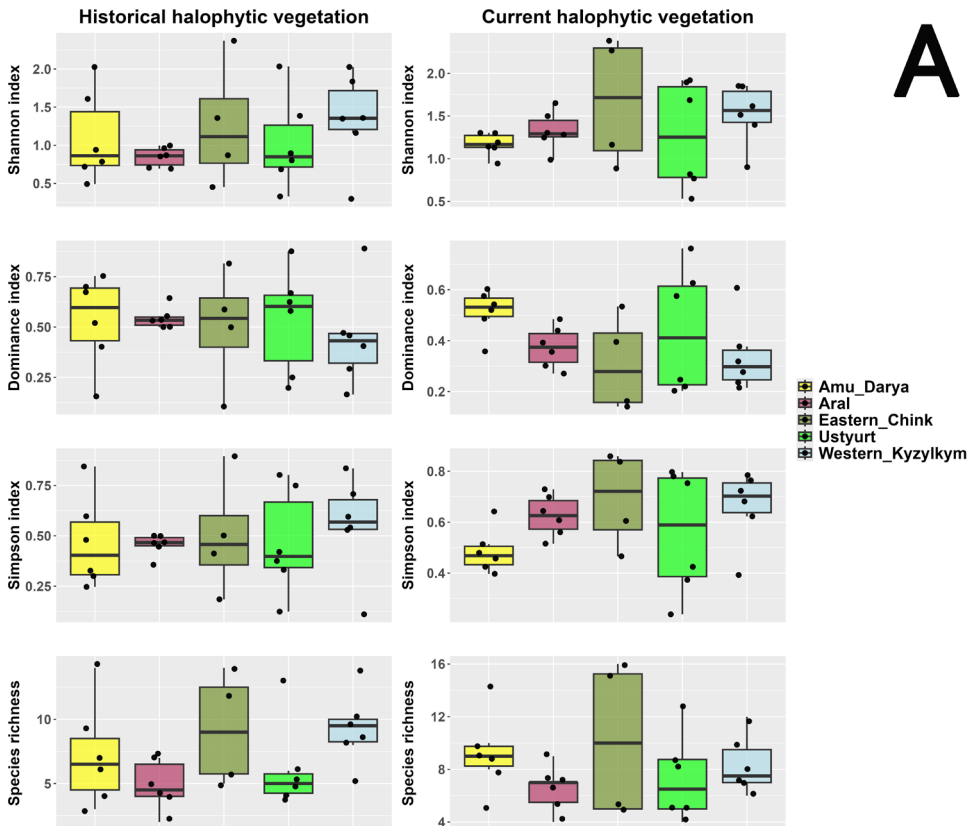 Historical halophytic vegetation
Current halophytic vegetation
A
Shannon index
2.0
1.5
1.0
0.5
Shannon index
2.0
1.5
1.0
0.5
Dominance index
0.75
0.50
0.25
Dominance index
0.6
0.4
0.2
Amu_Darya
Aral
Eastern_Chink
Ustyurt
Western_Kyzylkym
Simpson index
0.75
0.50
0.25
Simpson index
0.8
0.6
0.4
Species richness
10
5
Species richness
16
12
8
4